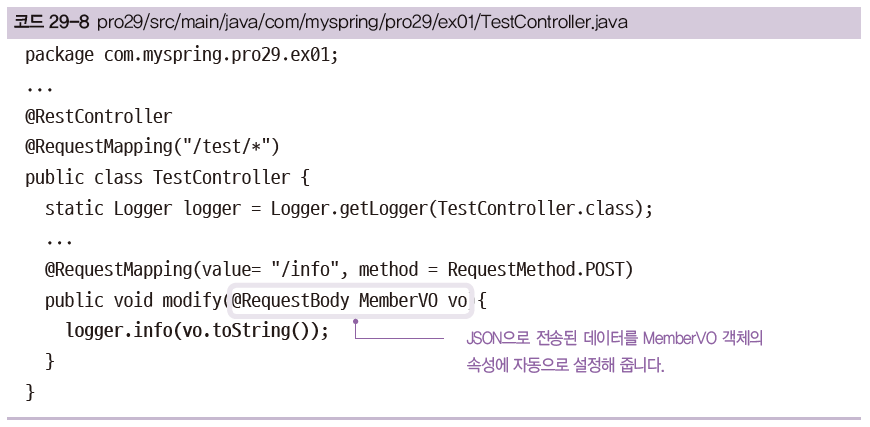 코드 29-8 pro29/src/main/java/com/myspring/pro29/ex01/TestController.java
package com.myspring.pro29.ex01;
...
@RestController
@RequestMapping("/test/*")
public class TestController {
static Logger logger = Logger.getLogger(TestController.class);
...
@RequestMapping(value= "/info", method = RequestMethod.POST)
public void modify(@RequestBody MemberVO vo){
logger.info(vo.toString());
JSON으로 전송된 데이터를 MemberVO 객체의
속성에 자동으로 설정해 줍니다.
}
}